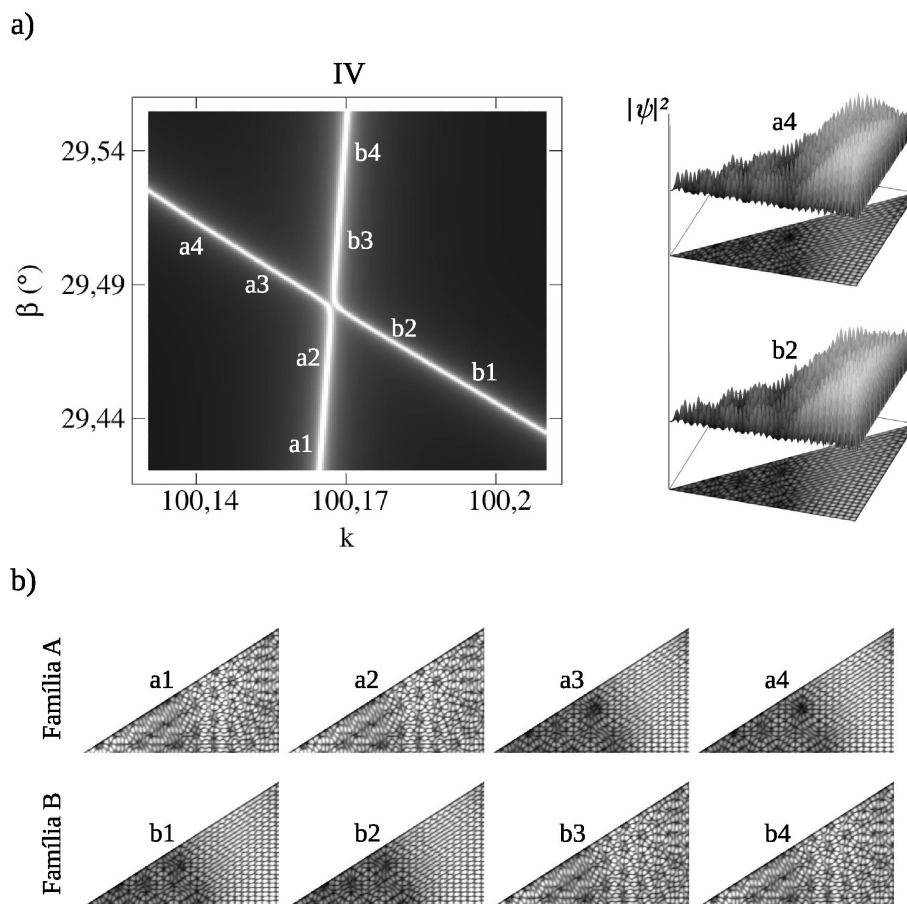 a)
IV
29,54
29,49
29,44
β (°)
b4
b3
a4
a3
b2
a2
b1
a1
100,14
100,17
100,2
k
|ψ|²
a4
b2
b)
Família A
a1
a2
a3
a4
Família B
b1
b2
b3
b4